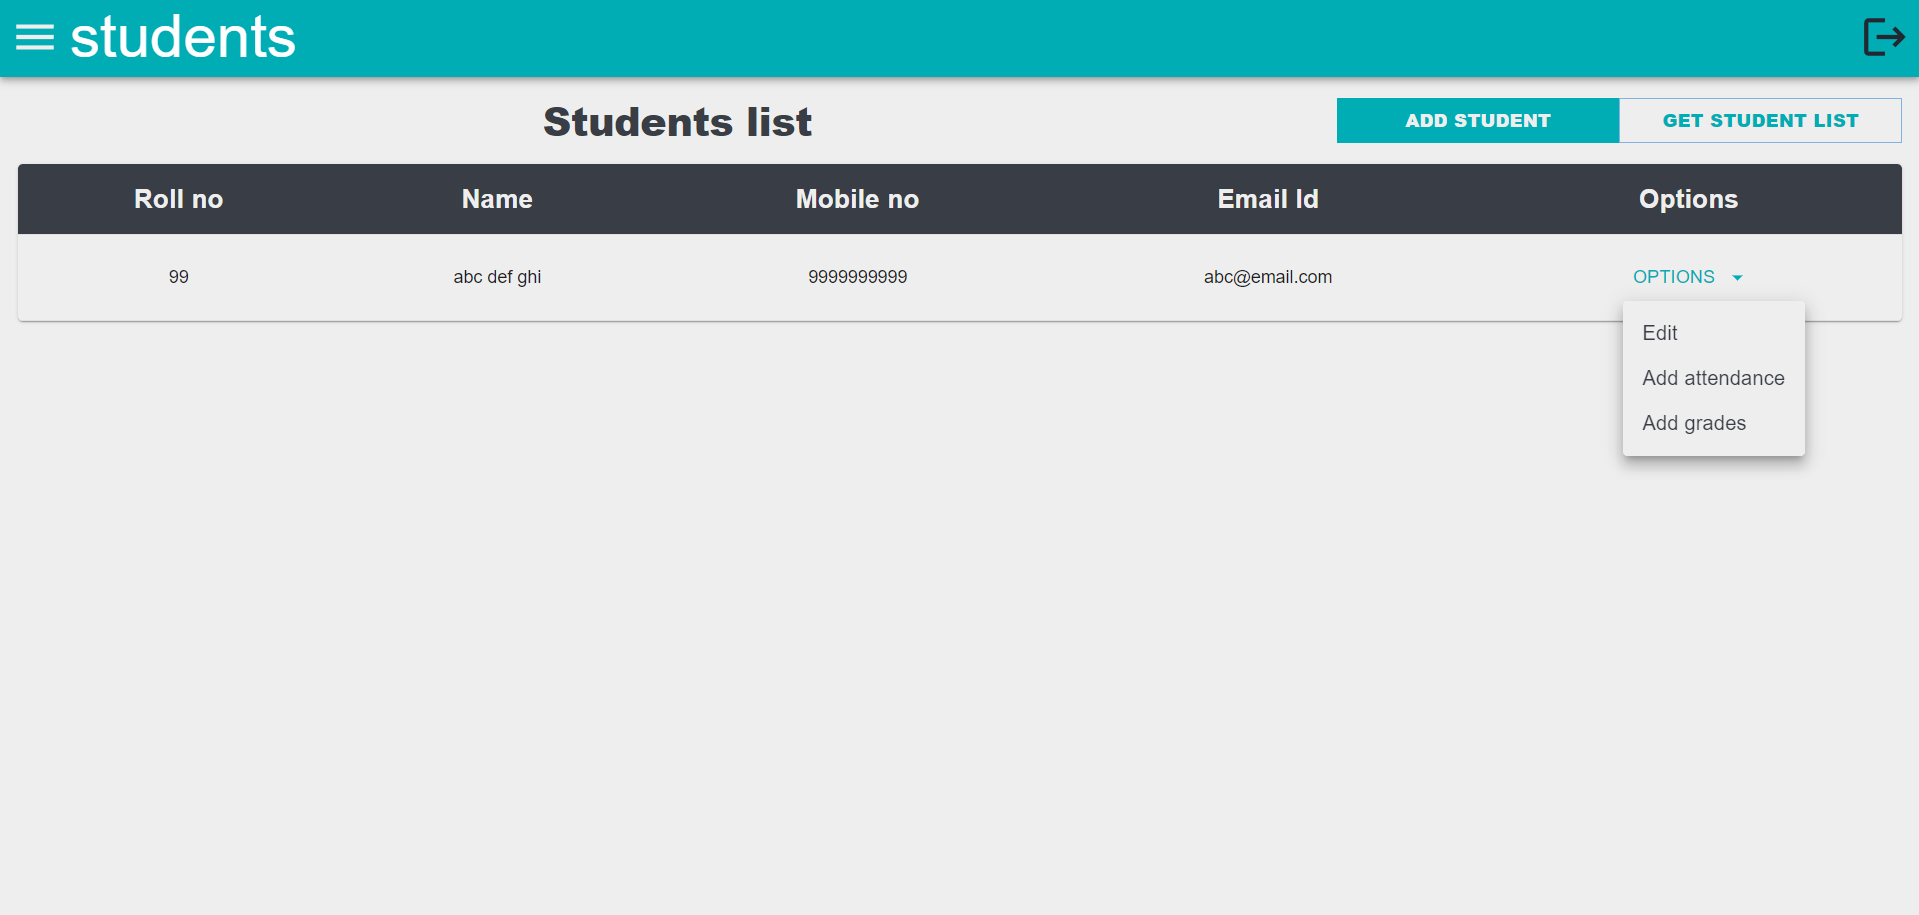 students
Students list
ADD STUDENT
GET STUDENT LIST
Roll no Name Mobile no Email Id Options
99 abc def ghi 9999999999 abc@email.com OPTIONS
Edit
Add attendance
Add grades